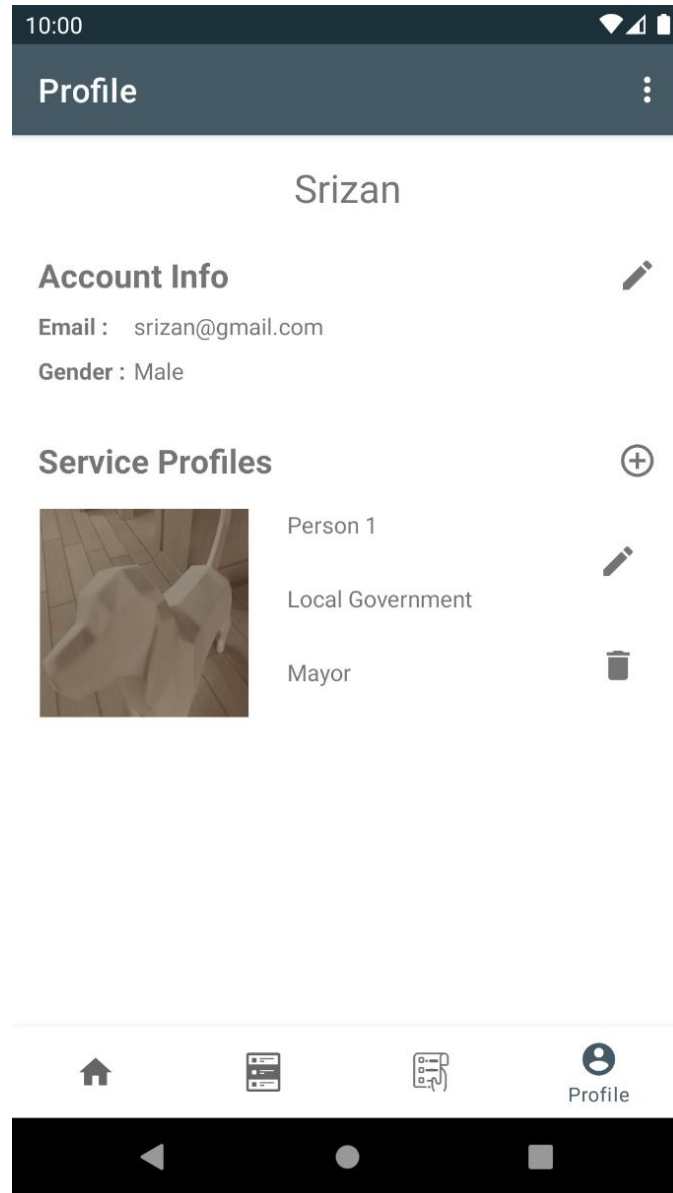 10:00
Profile
Srizan
Account Info
Email : srizan@gmail.com
Gender : Male
Service Profiles
Person 1
Local Government
Mayor
Profile